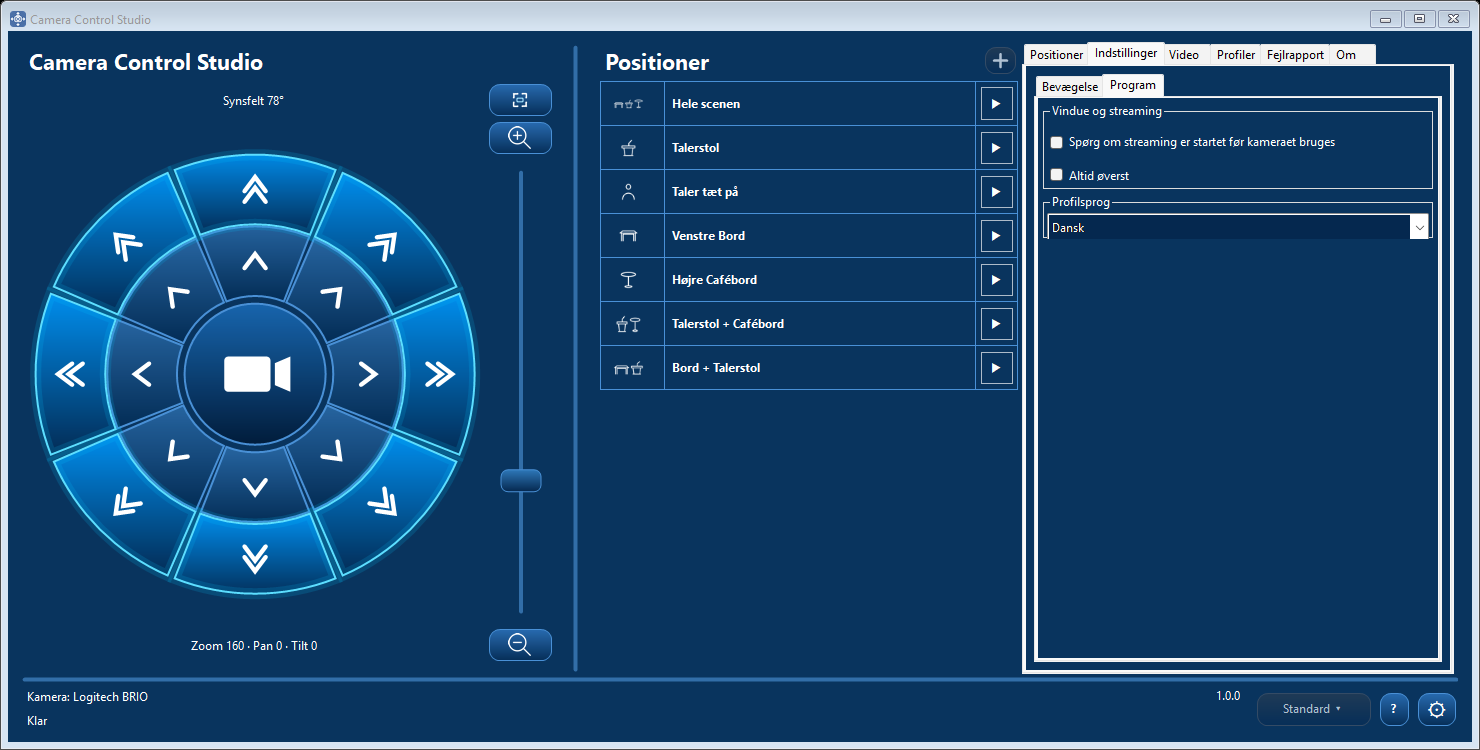 Camera Control Studio
Camera Control Studio
Synsfelt 78°
Zoom 160 · Pan 0 · Tilt 0
Positioner
Hele scenen
Talerstol
Taler tæt på
Venstre Bord
Højre Cafébord
Talerstol + Cafébord
Bord + Talerstol
Positioner Indstillinger Video Profiler Fejlrapport Om
Bevægelse Program
Vindue og streaming
Spørg om streaming er startet før kameraet bruges
Altid øverst
Profilsprog
Dansk
Kamera: Logitech BRIO
Klar
1.0.0
Standard
?